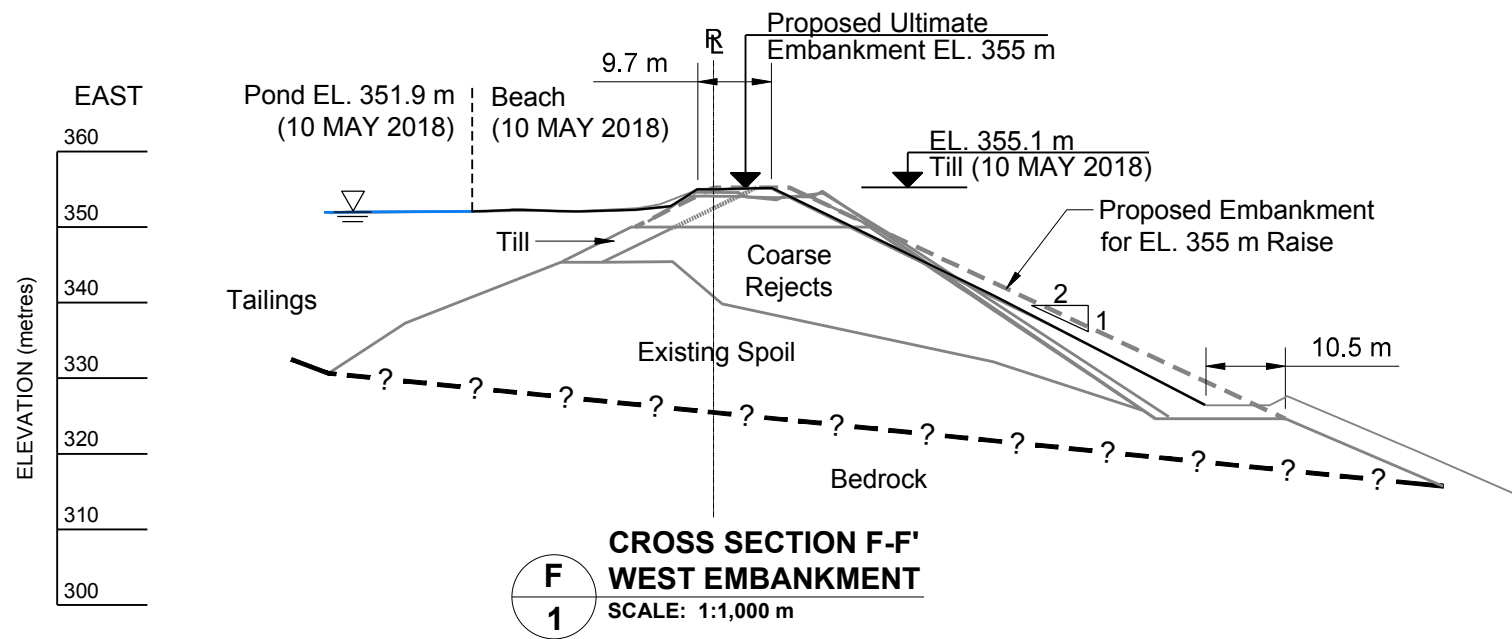 Proposed Ultimate
Embankment EL. 355 m
9.7 m
EAST
Pond EL. 351.9 m
(10 MAY 2018)
Beach
(10 MAY 2018)
EL. 355.1 m
Till (10 MAY 2018)
360
350
340
330
320
310
300
ELEVATION (metres)
Till
Coarse
Rejects
Proposed Embankment
for EL. 355 m Raise
2
1
10.5 m
Tailings
Existing Spoil
? ? ? ? ? ? ? ? ? ? ? ?
Bedrock
F
1
CROSS SECTION F-F'
WEST EMBANKMENT
SCALE: 1:1,000 m